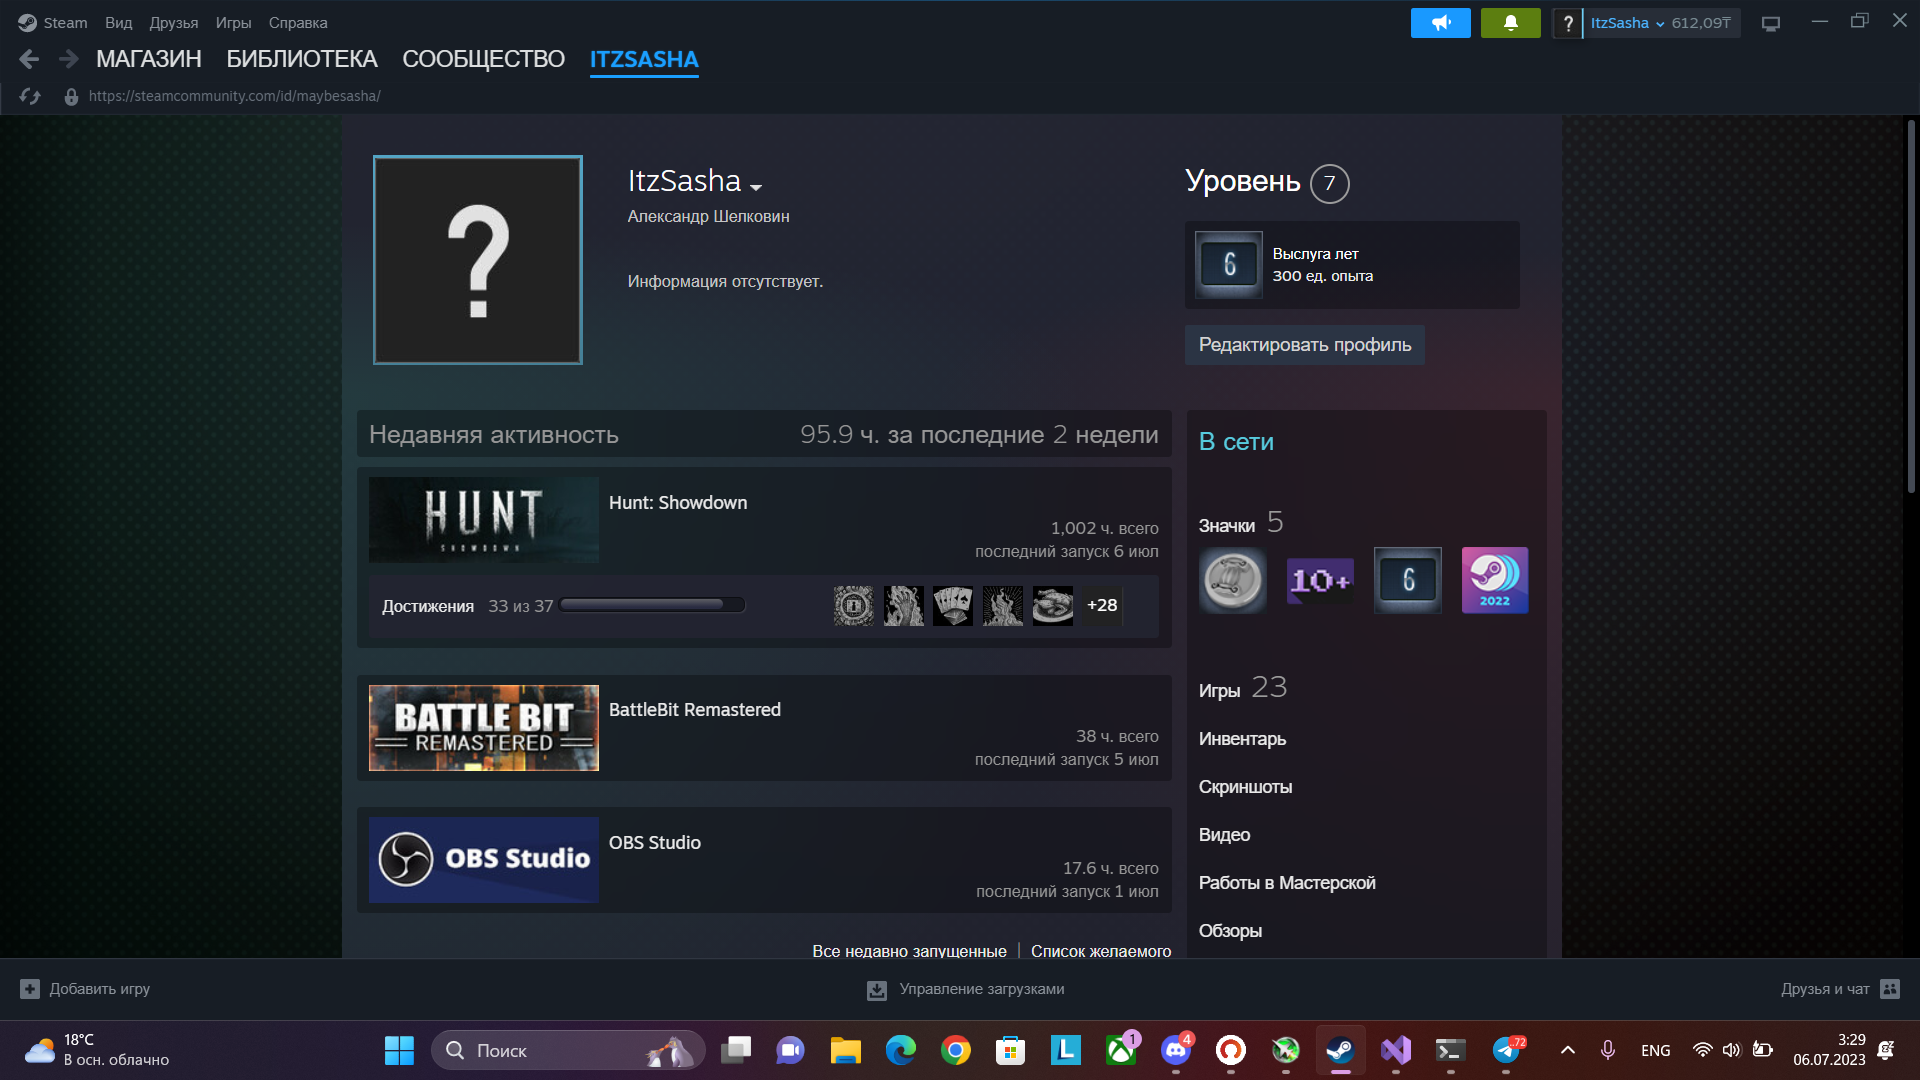 Steam Вид Друзья Игры Справка
? ItzSasha 612,09₸
МАГАЗИН БИБЛИОТЕКА СООБЩЕСТВО ITZSASHA
https://steamcommunity.com/id/maybesasha/
?
ItzSasha
Александр Шелковин
Информация отсутствует.
Уровень 7
6
Выслуга лет
300 ед. опыта
Редактировать профиль
Недавняя активность 95.9 ч. за последние 2 недели
HUNT
SHOWDOWN
Hunt: Showdown
1,002 ч. всего
последний запуск 6 июл
Достижения 33 из 37
+28
BATTLE BIT
REMASTERED
BattleBit Remastered
38 ч. всего
последний запуск 5 июл
OBS Studio
OBS Studio
17.6 ч. всего
последний запуск 1 июл
Все недавно запущенные | Список желаемого
В сети
Значки 5
10+ 6 2022
Игры 23
Инвентарь
Скриншоты
Видео
Работы в Мастерской
Обзоры
Добавить игру
Управление загрузками
Друзья и чат
18°C
В осн. облачно
Поиск
L
1
4
.72
ENG
3:29
06.07.2023